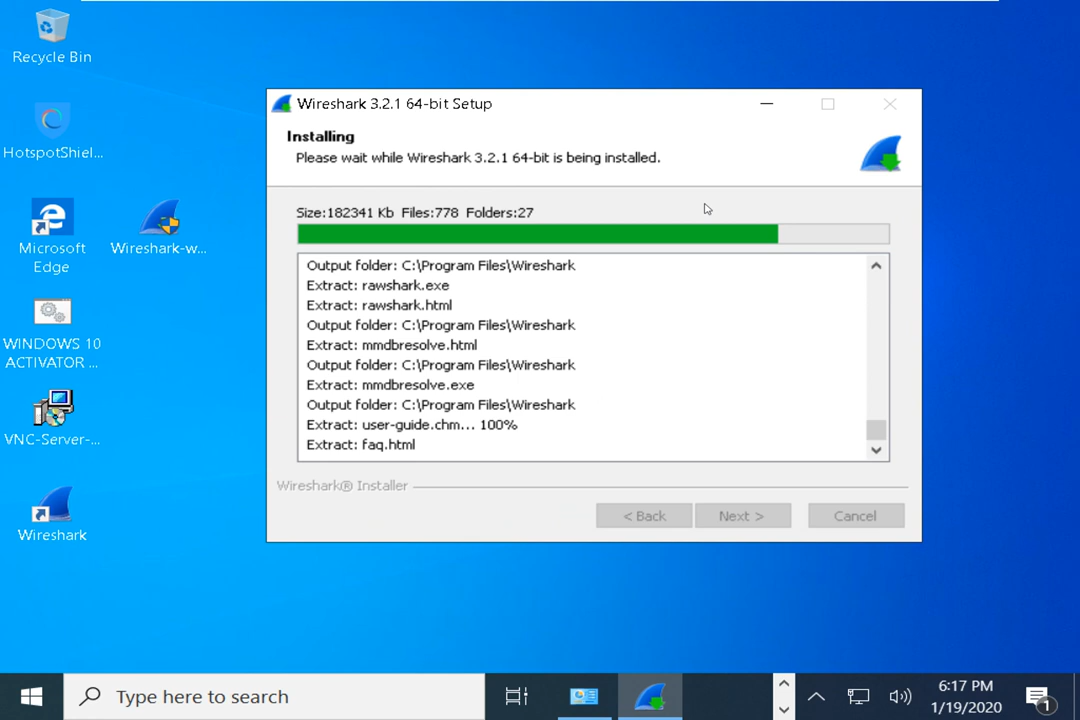 Recycle Bin
HotspotShiel...
Microsoft
Edge
Wireshark-w...
WINDOWS 10
ACTIVATOR ...
VNC-Server-...
Wireshark
Wireshark 3.2.1 64-bit Setup
Installing
Please wait while Wireshark 3.2.1 64-bit is being installed.
Size:182341 Kb  Files:778  Folders:27
Output folder: C:\Program Files\Wireshark
Extract: rawshark.exe
Extract: rawshark.html
Output folder: C:\Program Files\Wireshark
Extract: mmdbresolve.html
Output folder: C:\Program Files\Wireshark
Extract: mmdbresolve.exe
Output folder: C:\Program Files\Wireshark
Extract: user-guide.chm... 100%
Extract: faq.html
Wireshark® Installer
< Back
Next >
Cancel
Type here to search
6:17 PM
1/19/2020
1